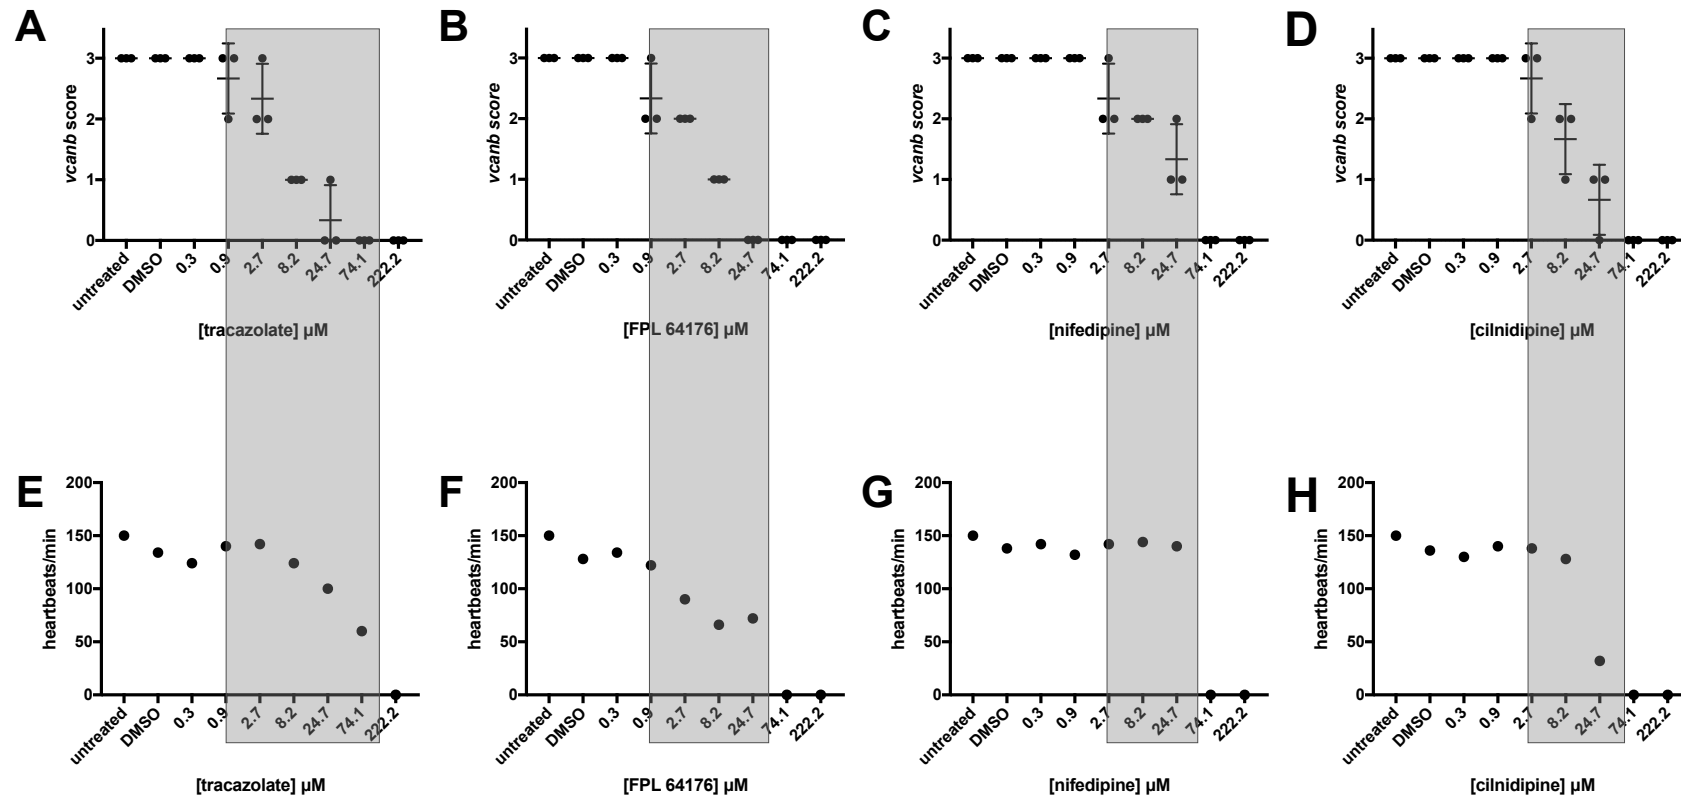 A
vcanb score
3
2
1
0
untreated
DMSO
0.3
0.9
2.7
8.2
24.7
74.1
222.2
[tracazolate] µM
B
vcanb score
3
2
1
0
untreated
DMSO
0.3
0.9
2.7
8.2
24.7
74.1
222.2
[FPL 64176] µM
C
vcanb score
3
2
1
0
untreated
DMSO
0.3
0.9
2.7
8.2
24.7
74.1
222.2
[nifedipine] µM
D
vcanb score
3
2
1
0
untreated
DMSO
0.3
0.9
2.7
8.2
24.7
74.1
222.2
[cilnidipine] µM
E
heartbeats/min
200
150
100
50
0
untreated
DMSO
0.3
0.9
2.7
8.2
24.7
74.1
222.2
[tracazolate] µM
F
heartbeats/min
200
150
100
50
0
untreated
DMSO
0.3
0.9
2.7
8.2
24.7
74.1
222.2
[FPL 64176] µM
G
heartbeats/min
200
150
100
50
0
untreated
DMSO
0.3
0.9
2.7
8.2
24.7
74.1
222.2
[nifedipine] µM
H
heartbeats/min
200
150
100
50
0
untreated
DMSO
0.3
0.9
2.7
8.2
24.7
74.1
222.2
[cilnidipine] µM